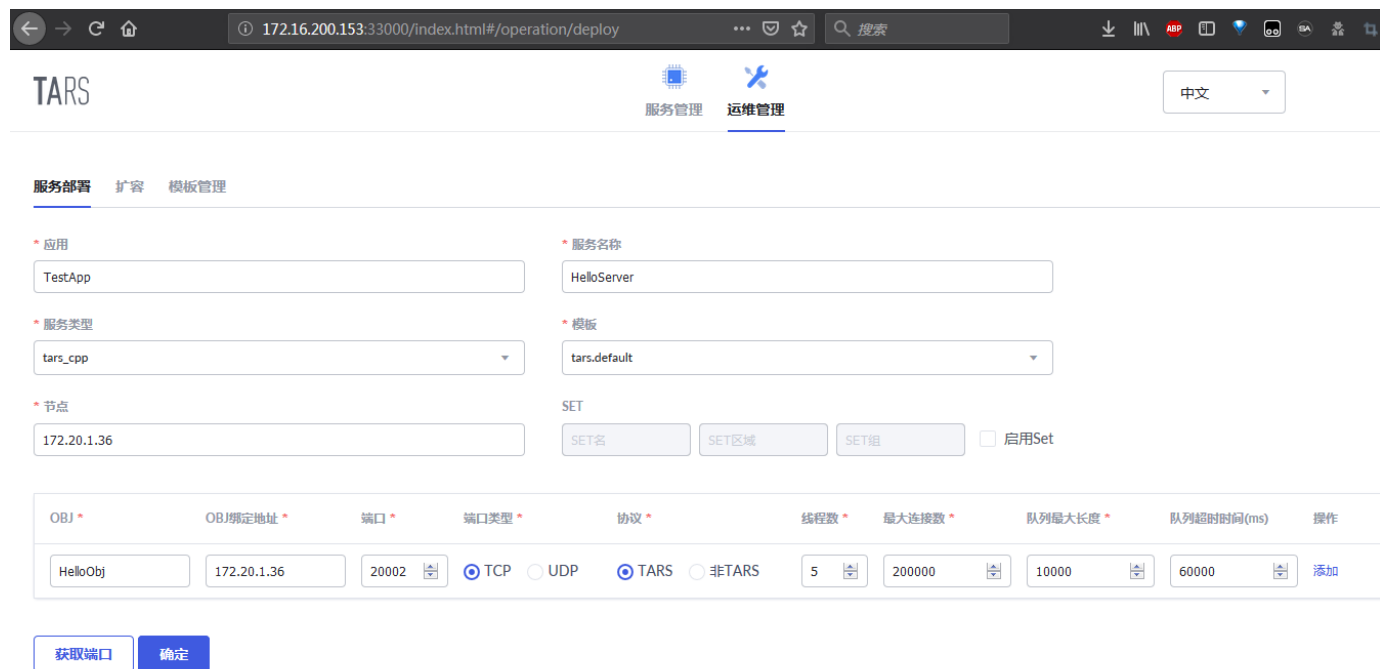 172.16.200.153:33000/index.html#/operation/deploy
搜索
ABP
TARS
服务管理
运维管理
中文
服务部署 扩容 模板管理
* 应用 * 服务名称
TestApp HelloServer
* 服务类型 * 模板
tars_cpp tars.default
* 节点 SET
172.20.1.36 SET名 SET区域 SET组 启用Set
OBJ * OBJ绑定地址 * 端口 * 端口类型 * 协议 * 线程数 * 最大连接数 * 队列最大长度 * 队列超时时间(ms) 操作
HelloObj 172.20.1.36 20002 TCP UDP TARS 非TARS 5 200000 10000 60000 添加
获取端口 确定